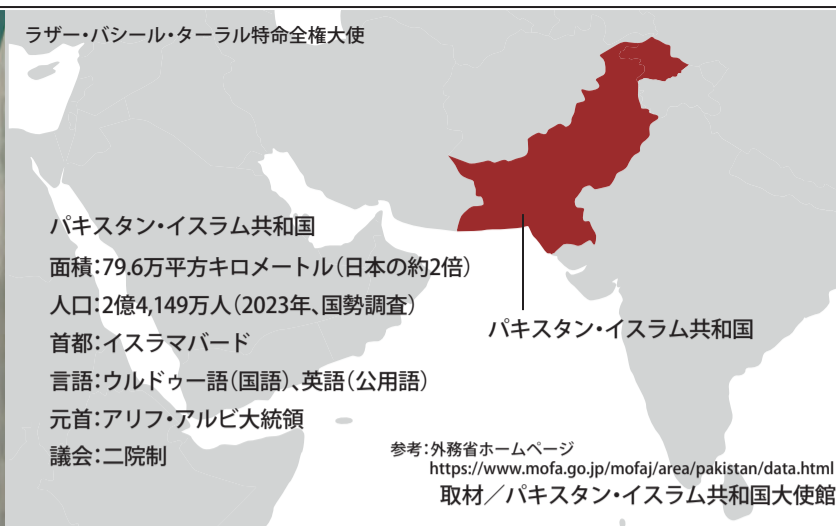 ラザー・バシール・ターラル特命全権大使
パキスタン・イスラム共和国
面積：79.6万平方キロメートル（日本の約2倍）
人口：2億4,149万人（2023年、国勢調査）
首都：イスラマバード
言語：ウルドゥー語（国語）、英語（公用語）
元首：アリフ・アルビ大統領
議会：二院制
パキスタン・イスラム共和国
参考：外務省ホームページ
https://www.mofa.go.jp/mofaj/area/pakistan/data.html
取材／パキスタン・イスラム共和国大使館